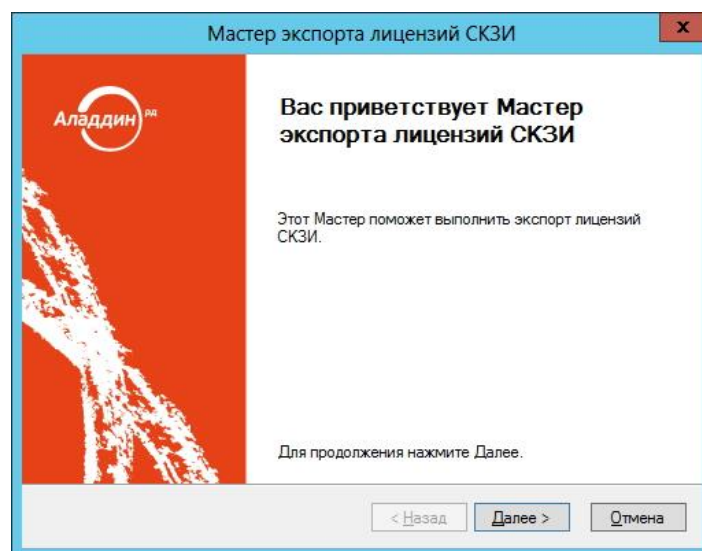 Мастер экспорта лицензий СКЗИ
x
Аладдин РД
Вас приветствует Мастер
экспорта лицензий СКЗИ
Этот Мастер поможет выполнить экспорт лицензий
СКЗИ.
Для продолжения нажмите Далее.
< Назад
Далее >
Отмена